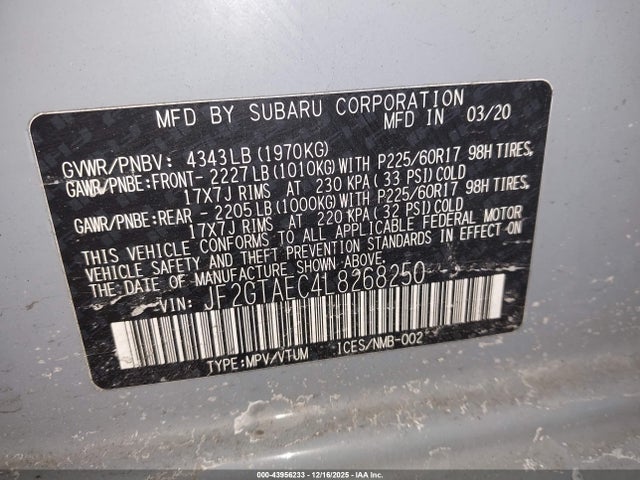 MFD BY SUBARU CORPORATION
MFD IN 03/20
GVWR/PNBV: 4343LB(1970KG)
GAWR/PNBE:FRONT- 2227LB(1010KG)WITH P225/60R17 98H TIRES,
17X7J RIMS AT 230 KPA(33 PSI)COLD
GAWR/PNBE:REAR - 2205LB(1000KG)WITH P225/60R17 98H TIRES,
17X7J RIMS AT 220 KPA(32 PSI)COLD
THIS VEHICLE CONFORMS TO ALL APPLICABLE FEDERAL MOTOR
VEHICLE SAFETY AND THEFT PREVENTION STANDARDS IN EFFECT
ON THE DATE OF MANUFACTURE SHOWN ABOVE.
VIN: JF2GTAEC4L8268250
TYPE:MPV/VTUM ICES/NMB-002
000-43956233 - 12/16/2025 - IAA Inc.